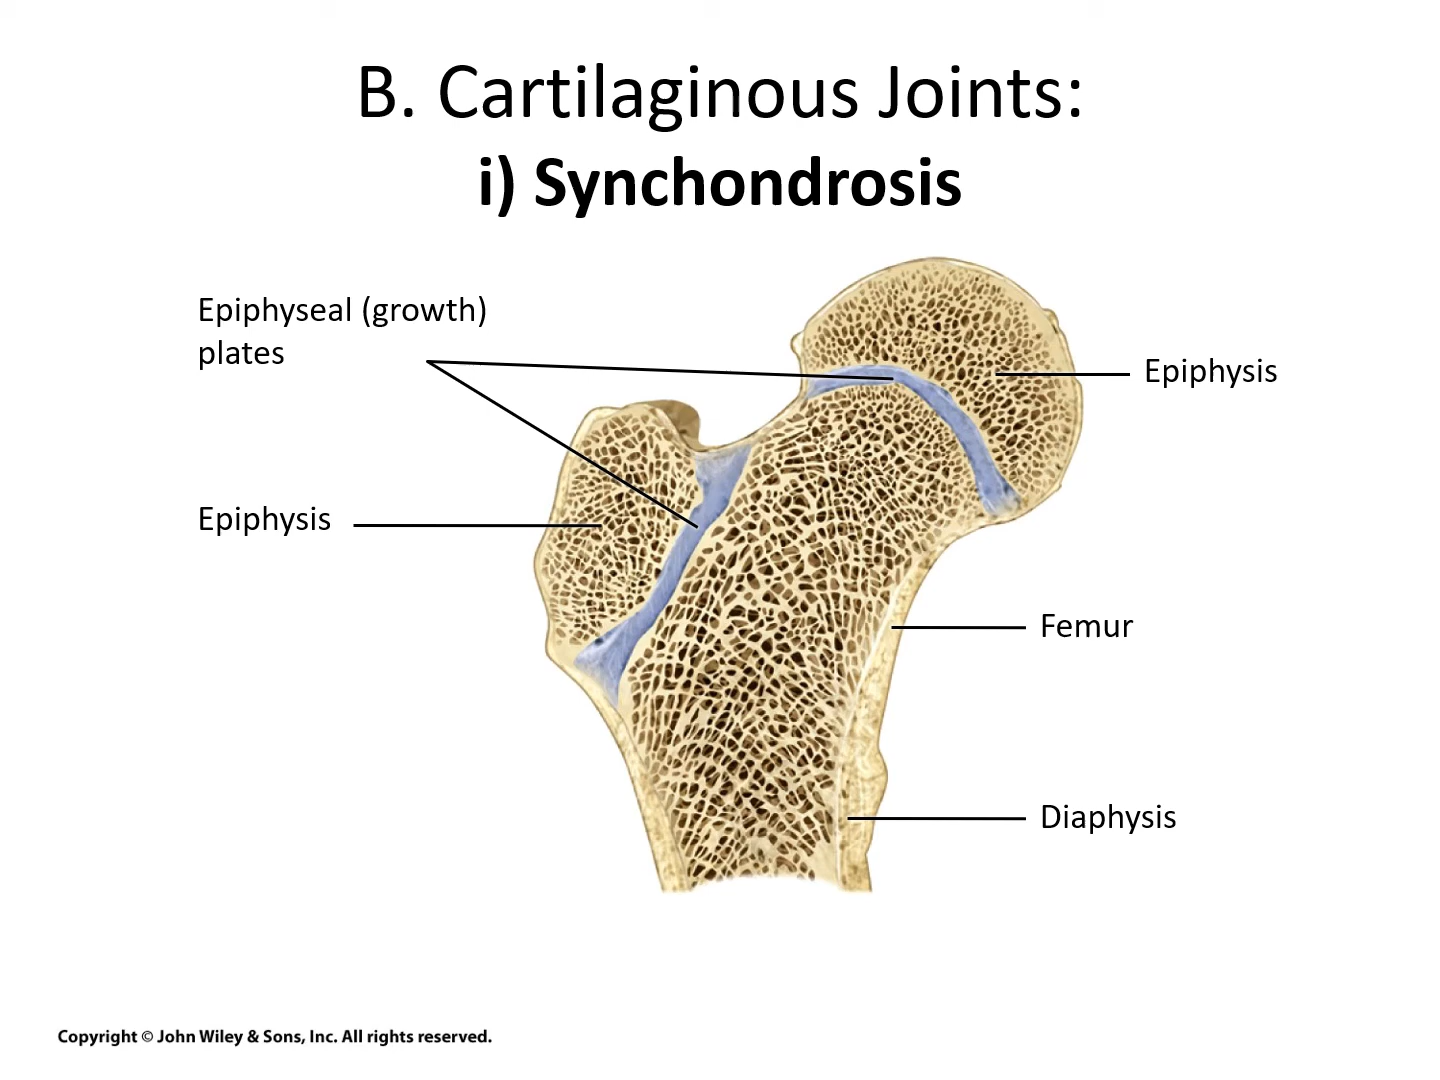 B. Cartilaginous Joints:
i) Synchondrosis
Epiphyseal (growth)
plates
Epiphysis
Epiphysis
Femur
Diaphysis
Copyright © John Wiley & Sons, Inc. All rights reserved.